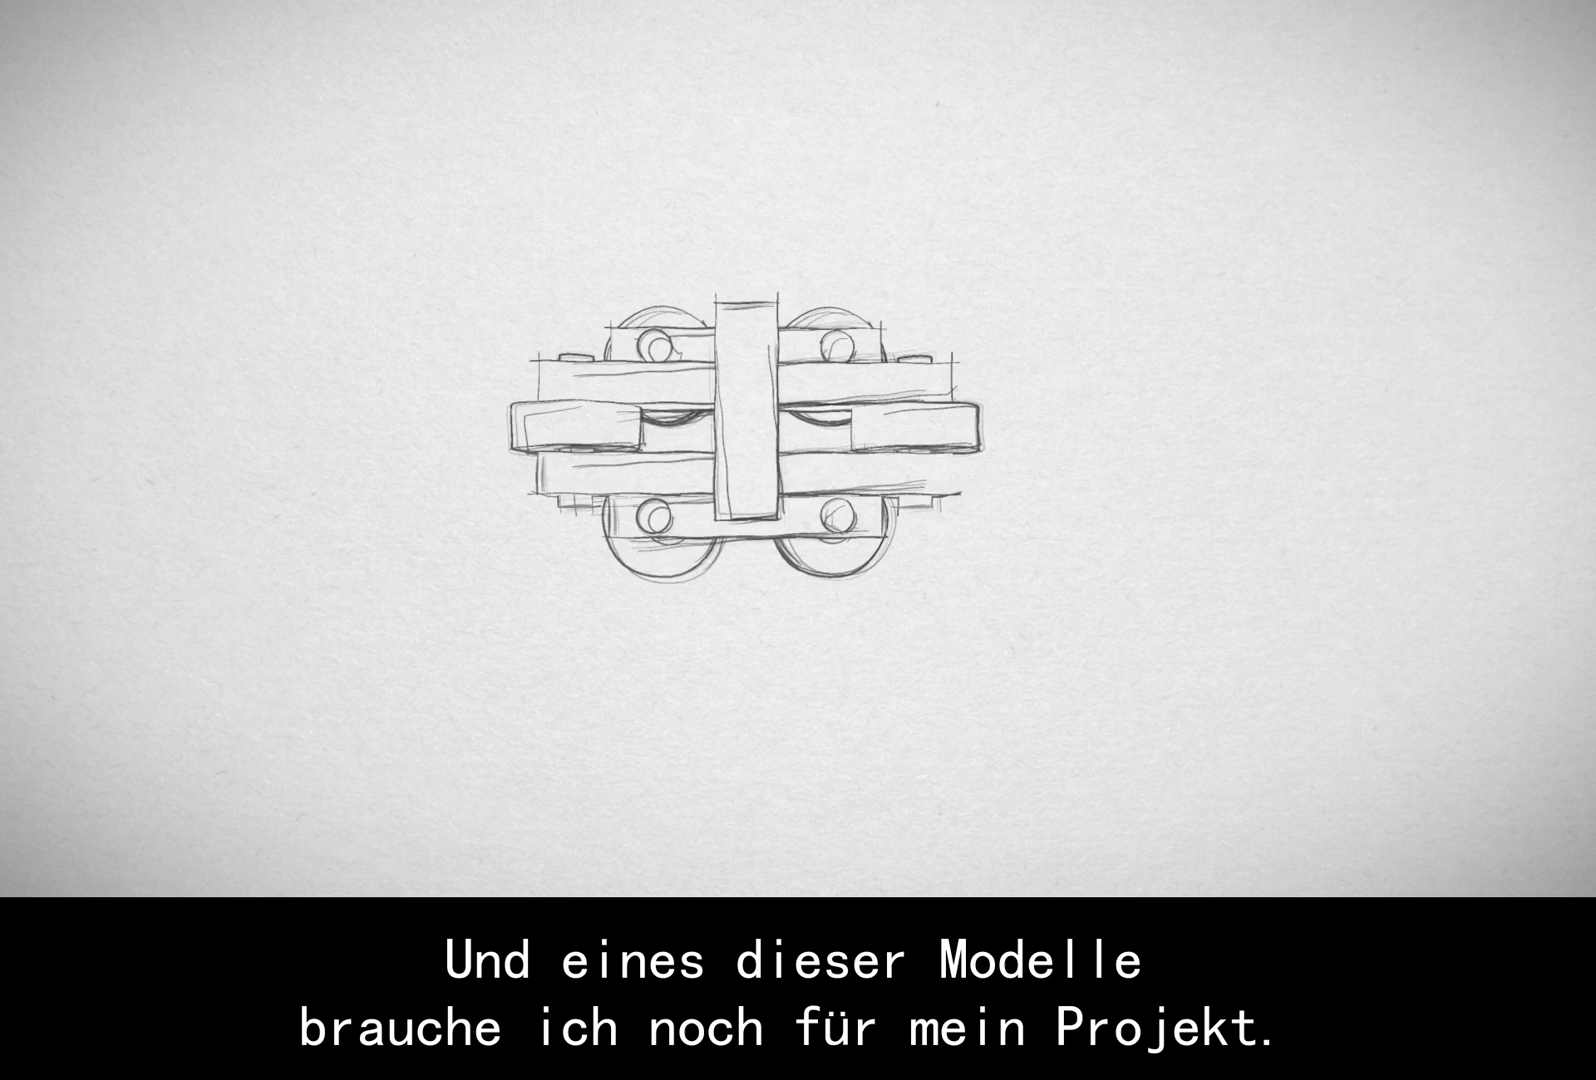 Und eines dieser Modelle
brauche ich noch für mein Projekt.